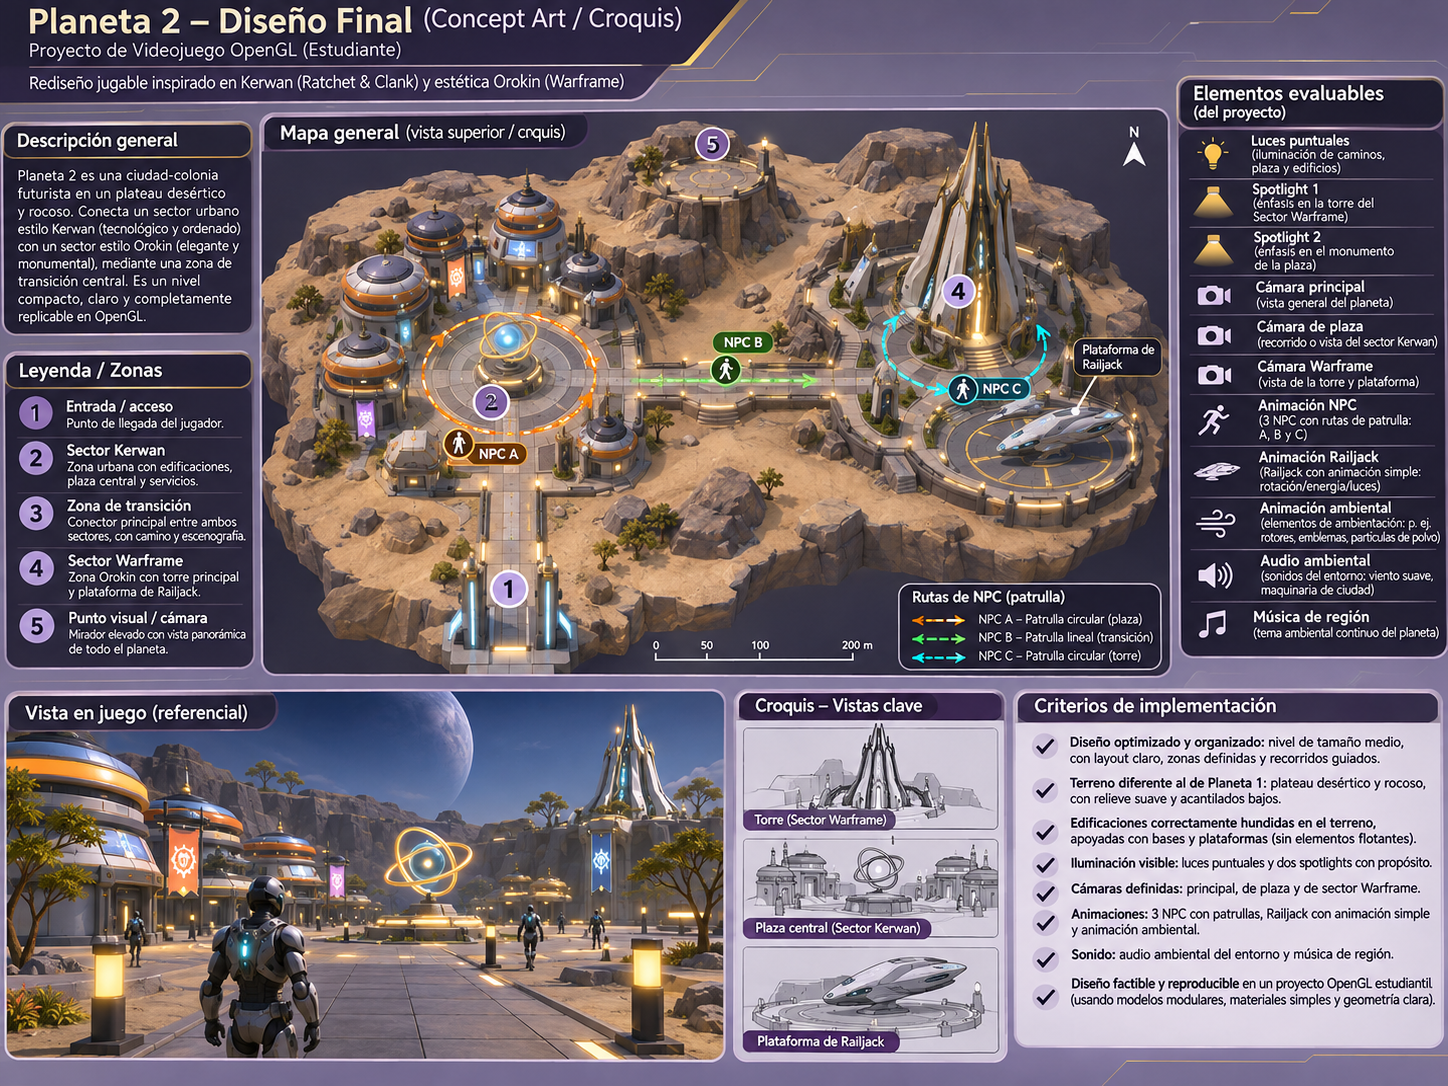 Planeta 2 – Diseño Final (Concept Art / Croquis)
Proyecto de Videojuego OpenGL (Estudiante)
Rediseño jugable inspirado en Kerwan (Ratchet & Clank) y estética Orokin (Warframe)
Descripción general
Planeta 2 es una ciudad-colonia
futurista en un plateau desértico
y rocoso. Conecta un sector urbano
estilo Kerwan (tecnológico y ordenado)
con un sector estilo Orokin (elegante y
monumental), mediante una zona de
transición central. Es un nivel
compacto, claro y completamente
replicable en OpenGL.
Leyenda / Zonas
1
Entrada / acceso
Punto de llegada del jugador.
2
Sector Kerwan
Zona urbana con edificaciones,
plaza central y servicios.
3
Zona de transición
Conector principal entre ambos
sectores, con camino y escenografía.
4
Sector Warframe
Zona Orokin con torre principal
y plataforma de Railjack.
5
Punto visual / cámara
Mirador elevado con vista panorámica
de todo el planeta.
Mapa general (vista superior / crquis)
5
N
4
NPC B
Plataforma de
Railjack
NPC C
2
NPC A
1
0 50 100 200 m
Rutas de NPC (patrulla)
NPC A – Patrulla circular (plaza)
NPC B – Patrulla lineal (transición)
NPC C – Patrulla circular (torre)
Elementos evaluables
(del proyecto)
Luces puntuales
(iluminación de caminos,
plaza y edificios)
Spotlight 1
(énfasis en la torre del
Sector Warframe)
Spotlight 2
(énfasis en el monumento
de la plaza)
Cámara principal
(vista general del planeta)
Cámara de plaza
(recorrido o vista del sector Kerwan)
Cámara Warframe
(vista de la torre y plataforma)
Animación NPC
(3 NPC con rutas de patrulla:
A, B y C)
Animación Railjack
(Railjack con animación simple:
rotación/energía/luces)
Animación ambiental
(elementos de ambientación: p. ej.
rotores, emblemas, partículas de polvo)
Audio ambiental
(sonidos del entorno: viento suave,
maquinaria de ciudad)
Música de región
(tema ambiental continuo del planeta)
Vista en juego (referencial)
Croquis – Vistas clave
Torre (Sector Warframe)
Plaza central (Sector Kerwan)
Plataforma de Railjack
Criterios de implementación
Diseño optimizado y organizado: nivel de tamaño medio,
con layout claro, zonas definidas y recorridos guiados.
Terreno diferente al de Planeta 1: plateau desértico y rocoso,
con relieve suave y acantilados bajos.
Edificaciones correctamente hundidas en el terreno,
apoyadas con bases y plataformas (sin elementos flotantes).
Iluminación visible: luces puntuales y dos spotlights con propósito.
Cámaras definidas: principal, de plaza y de sector Warframe.
Animaciones: 3 NPC con patrullas, Railjack con animación simple
y animación ambiental.
Sonido: audio ambiental del entorno y música de región.
Diseño factible y reproducible en un proyecto OpenGL estudiantil
(usando modelos modulares, materiales simples y geometría clara).